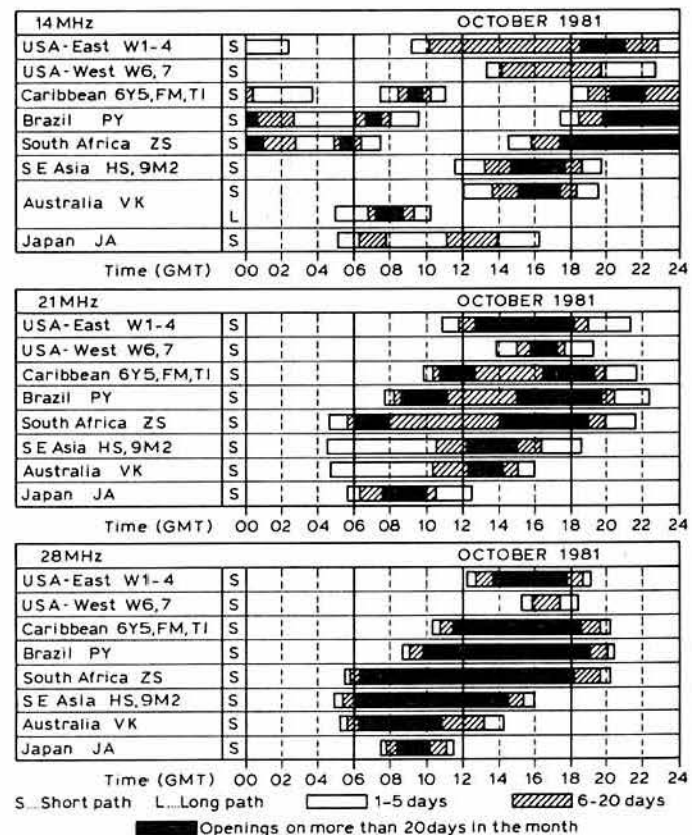 14MHz OCTOBER 1981
USA-East W1-4 S
USA-West W6,7 S
Caribbean 6Y5,FM,TI S
Brazil PY S
South Africa ZS S
SE Asia HS,9M2 S
Australia VK S
L
Japan JA S
Time (GMT) 00 02 04 06 08 10 12 14 16 18 20 22 24
21MHz OCTOBER 1981
USA-East W1-4 S
USA-West W6,7 S
Caribbean 6Y5,FM,TI S
Brazil PY S
South Africa ZS S
SE Asia HS,9M2 S
Australia VK S
Japan JA S
Time (GMT) 00 02 04 06 08 10 12 14 16 18 20 22 24
28MHz OCTOBER 1981
USA-East W1-4 S
USA-West W6,7 S
Caribbean 6Y5,FM,TI S
Brazil PY S
South Africa ZS S
SE Asia HS,9M2 S
Australia VK S
Japan JA S
Time (GMT) 00 02 04 06 08 10 12 14 16 18 20 22 24
S...Short path L...Long path 1-5 days 6-20 days
Openings on more than 20days in the month